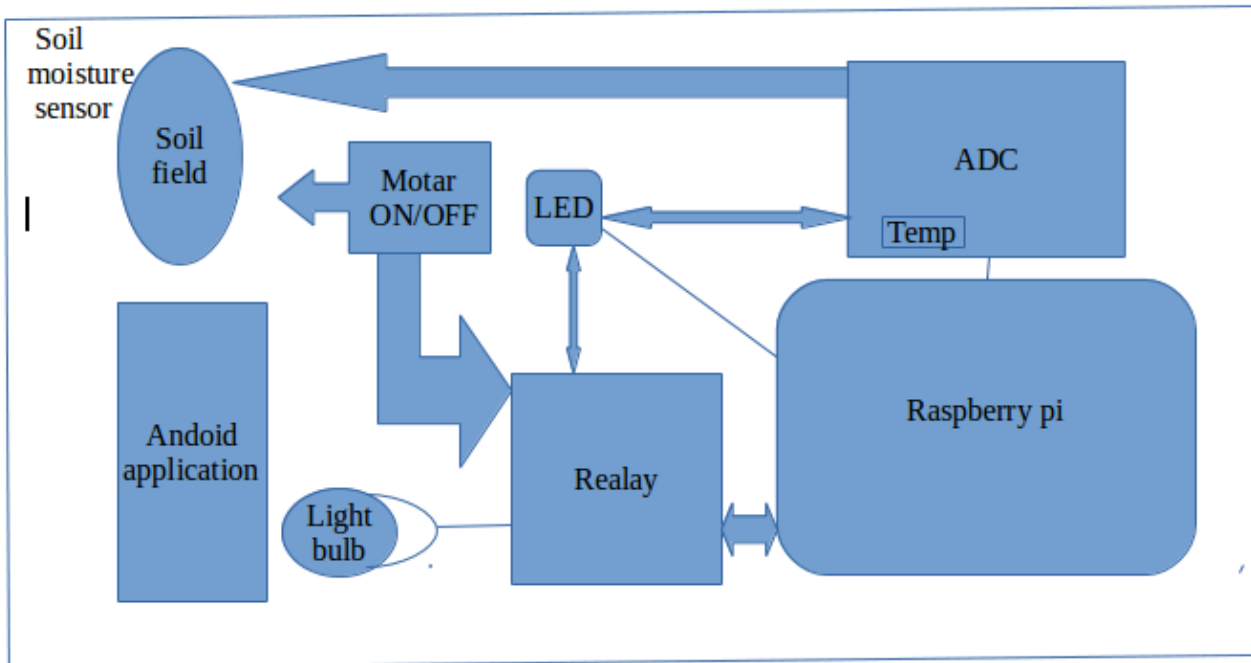 Soil
moisture
sensor
Soil
field
Motar
ON/OFF
LED
ADC
Temp
Andoid
application
Light
bulb
Realay
Raspberry pi